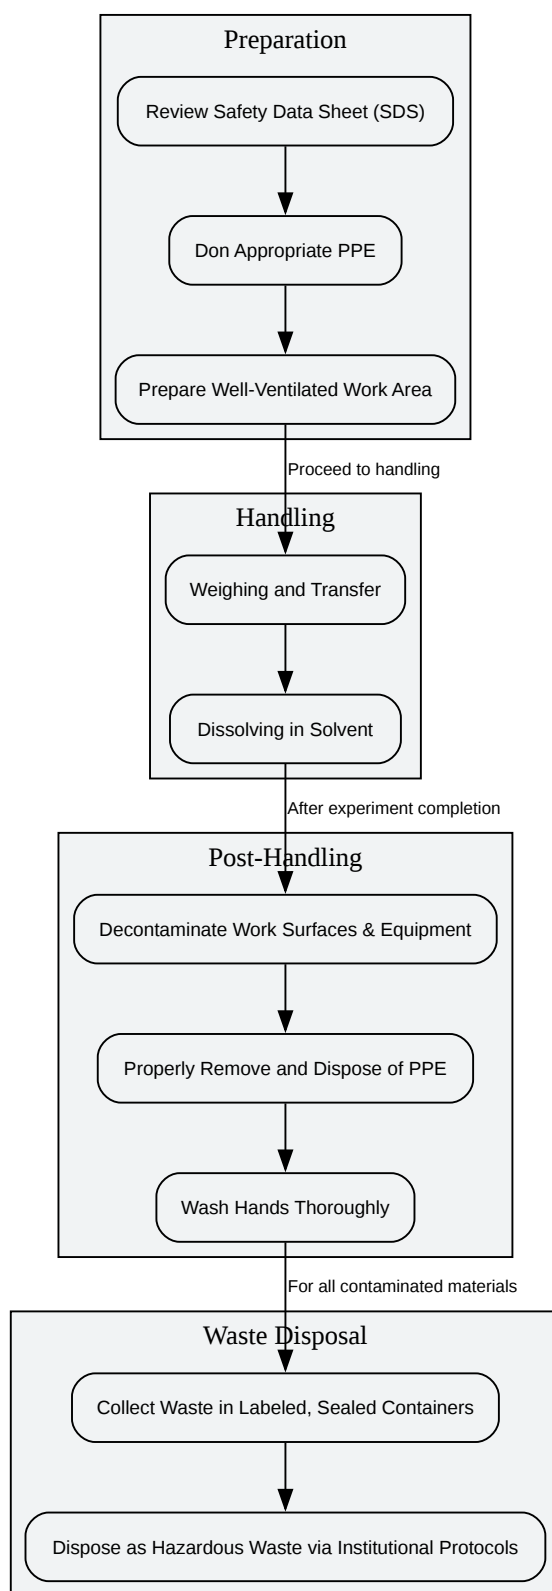 Preparation
Review Safety Data Sheet (SDS)
Don Appropriate PPE
Prepare Well-Ventilated Work Area
Proceed to handling
Handling
Weighing and Transfer
Dissolving in Solvent
After experiment completion
Post-Handling
Decontaminate Work Surfaces & Equipment
Properly Remove and Dispose of PPE
Wash Hands Thoroughly
For all contaminated materials
Waste Disposal
Collect Waste in Labeled, Sealed Containers
Dispose as Hazardous Waste via Institutional Protocols